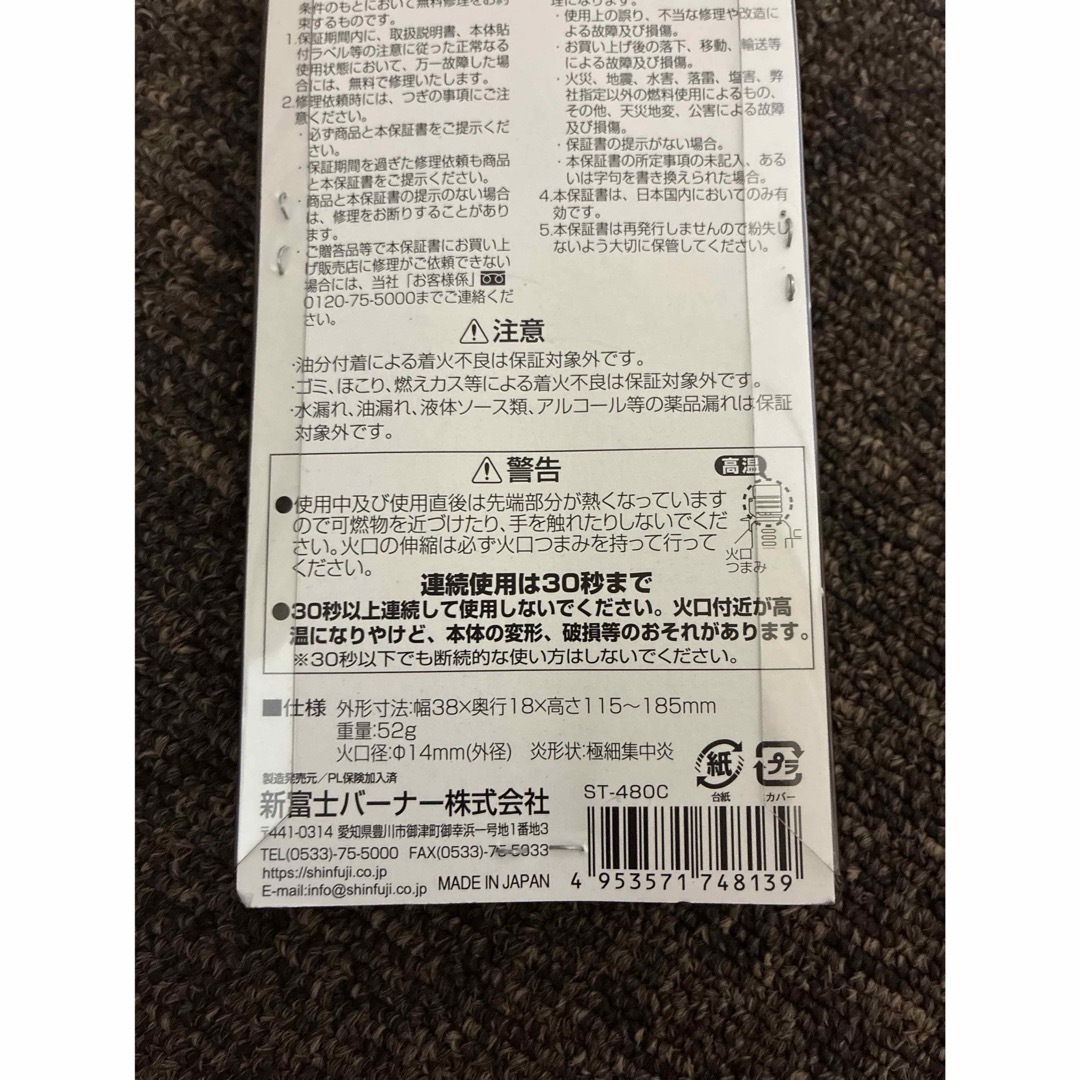 条件のもとにおいて無料修理をお約
束するものです。
1.保証期間内に、取扱説明書、本体貼
付ラベル等の注意に従った正常なる
使用状態において、万一故障した場
合には、無料で修理いたします。
2.修理依頼時には、つぎの事項にご注
意ください。
・必ず商品と本保証書をご提示くだ
さい。
・保証期間を過ぎた修理依頼も商品
と本保証書をご提示ください。
・商品と本保証書の提示のない場合
は、修理をお断りすることがあり
ます。
・ご贈答品等で本保証書にお買い上
げ販売店に修理がご依頼できない
場合には、当社「お客様係」
0120-75-5000までご連絡くだ
さい。
理になります。
・使用上の誤り、不当な修理や改造に
よる故障及び損傷。
・お買い上げ後の落下、移動、輸送等
による故障及び損傷。
・火災、地震、水害、落雷、塩害、弊
社指定以外の燃料使用によるもの、
その他、天災地変、公害による故障
及び損傷。
・保証書の提示がない場合。
・本保証書の所定事項の未記入、ある
いは字句を書き換えられた場合。
4.本保証書は、日本国内においてのみ有
効です。
5.本保証書は再発行しませんので紛失し
ないよう大切に保管してください。
⚠注意
・油分付着による着火不良は保証対象外です。
・ゴミ、ほこり、燃えカス等による着火不良は保証対象外です。
・水漏れ、油漏れ、液体ソース類、アルコール等の薬品漏れは保証
対象外です。
⚠警告
高温
●使用中及び使用直後は先端部分が熱くなっています
ので可燃物を近づけたり、手を触れたりしないでくだ
さい。火口の伸縮は必ず火口つまみを持って行って
ください。
火口
つまみ
連続使用は30秒まで
●30秒以上連続して使用しないでください。火口付近が高
温になりやけど、本体の変形、破損等のおそれがあります。
※30秒以下でも断続的な使い方はしないでください。
■仕様 外形寸法:幅38×奥行18×高さ115〜185mm
重量:52g
火口径:Φ14mm(外径) 炎形状:極細集中炎
紙
台紙
プラ
カバー
製造発売元/PL保険加入済
新富士バーナー株式会社
〒441-0314 愛知県豊川市御津町御幸浜一号地1番地3
TEL(0533)-75-5000 FAX(0533)-75-5033
https://shinfuji.co.jp
E-mail:info@shinfuji.co.jp MADE IN JAPAN
ST-480C
4 953571 748139